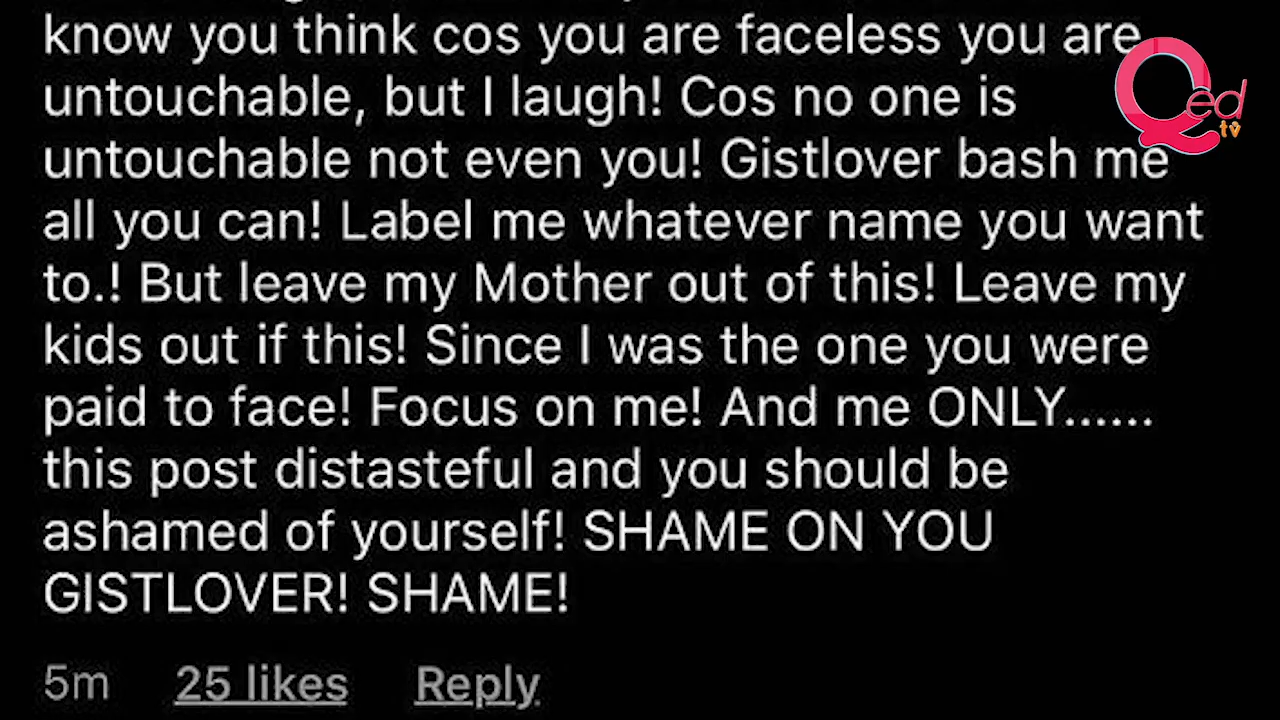 know you think cos you are faceless you are
untouchable, but I laugh! Cos no one is
untouchable not even you! Gistlover bash me
all you can! Label me whatever name you want
to.! But leave my Mother out of this! Leave my
kids out if this! Since I was the one you were
paid to face! Focus on me! And me ONLY......
this post distasteful and you should be
ashamed of yourself! SHAME ON YOU
GISTLOVER! SHAME!
5m 25 likes Reply
Qed
tv